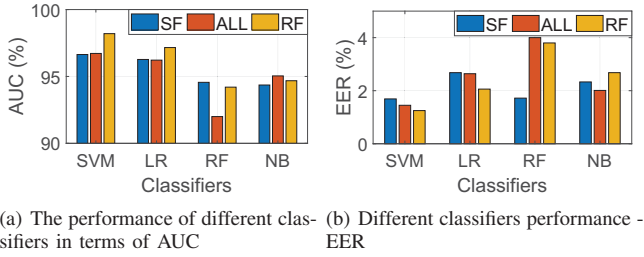 SF ALL RF
100
95
90
AUC (%)
SVM LR RF NB
Classifiers
(a) The performance of different clas-
sifiers in terms of AUC
SF ALL RF
4
2
0
EER (%)
SVM LR RF NB
Classifiers
(b) Different classifiers performance -
EER